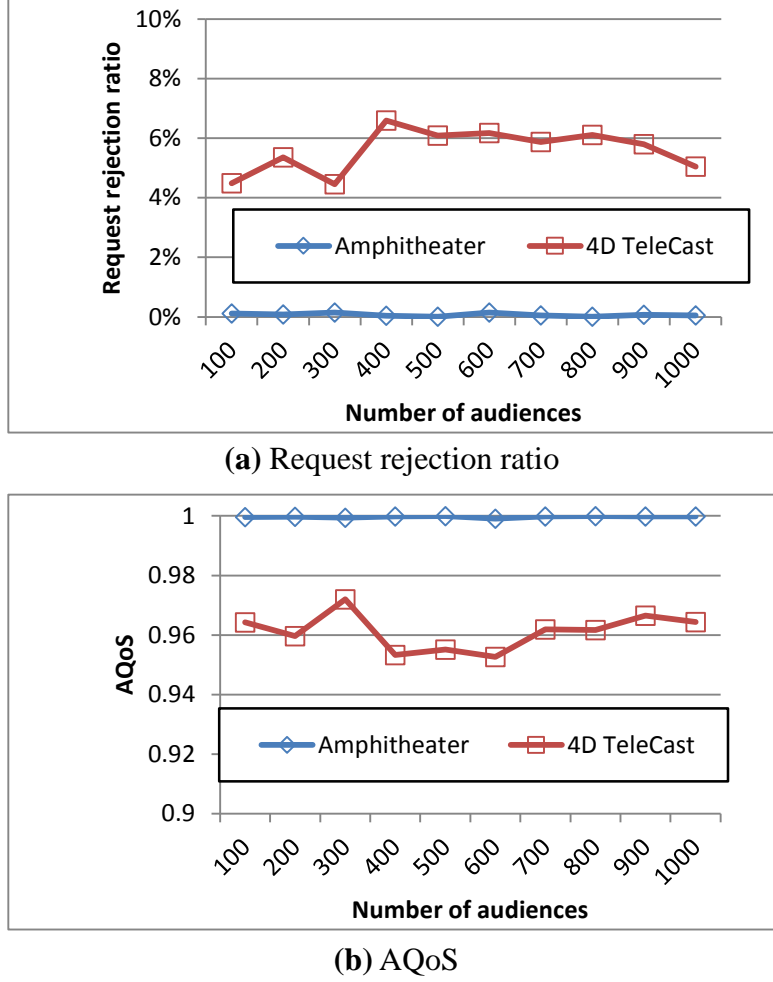 10%
8%
6%
4%
2%
0%
Request rejection ratio
Amphitheater 4D TeleCast
100 200 300 400 500 600 700 800 900 1000
Number of audiences
(a) Request rejection ratio
1
0.98
0.96
0.94
0.92
0.9
AQoS
Amphitheater 4D TeleCast
100 200 300 400 500 600 700 800 900 1000
Number of audiences
(b) AQoS